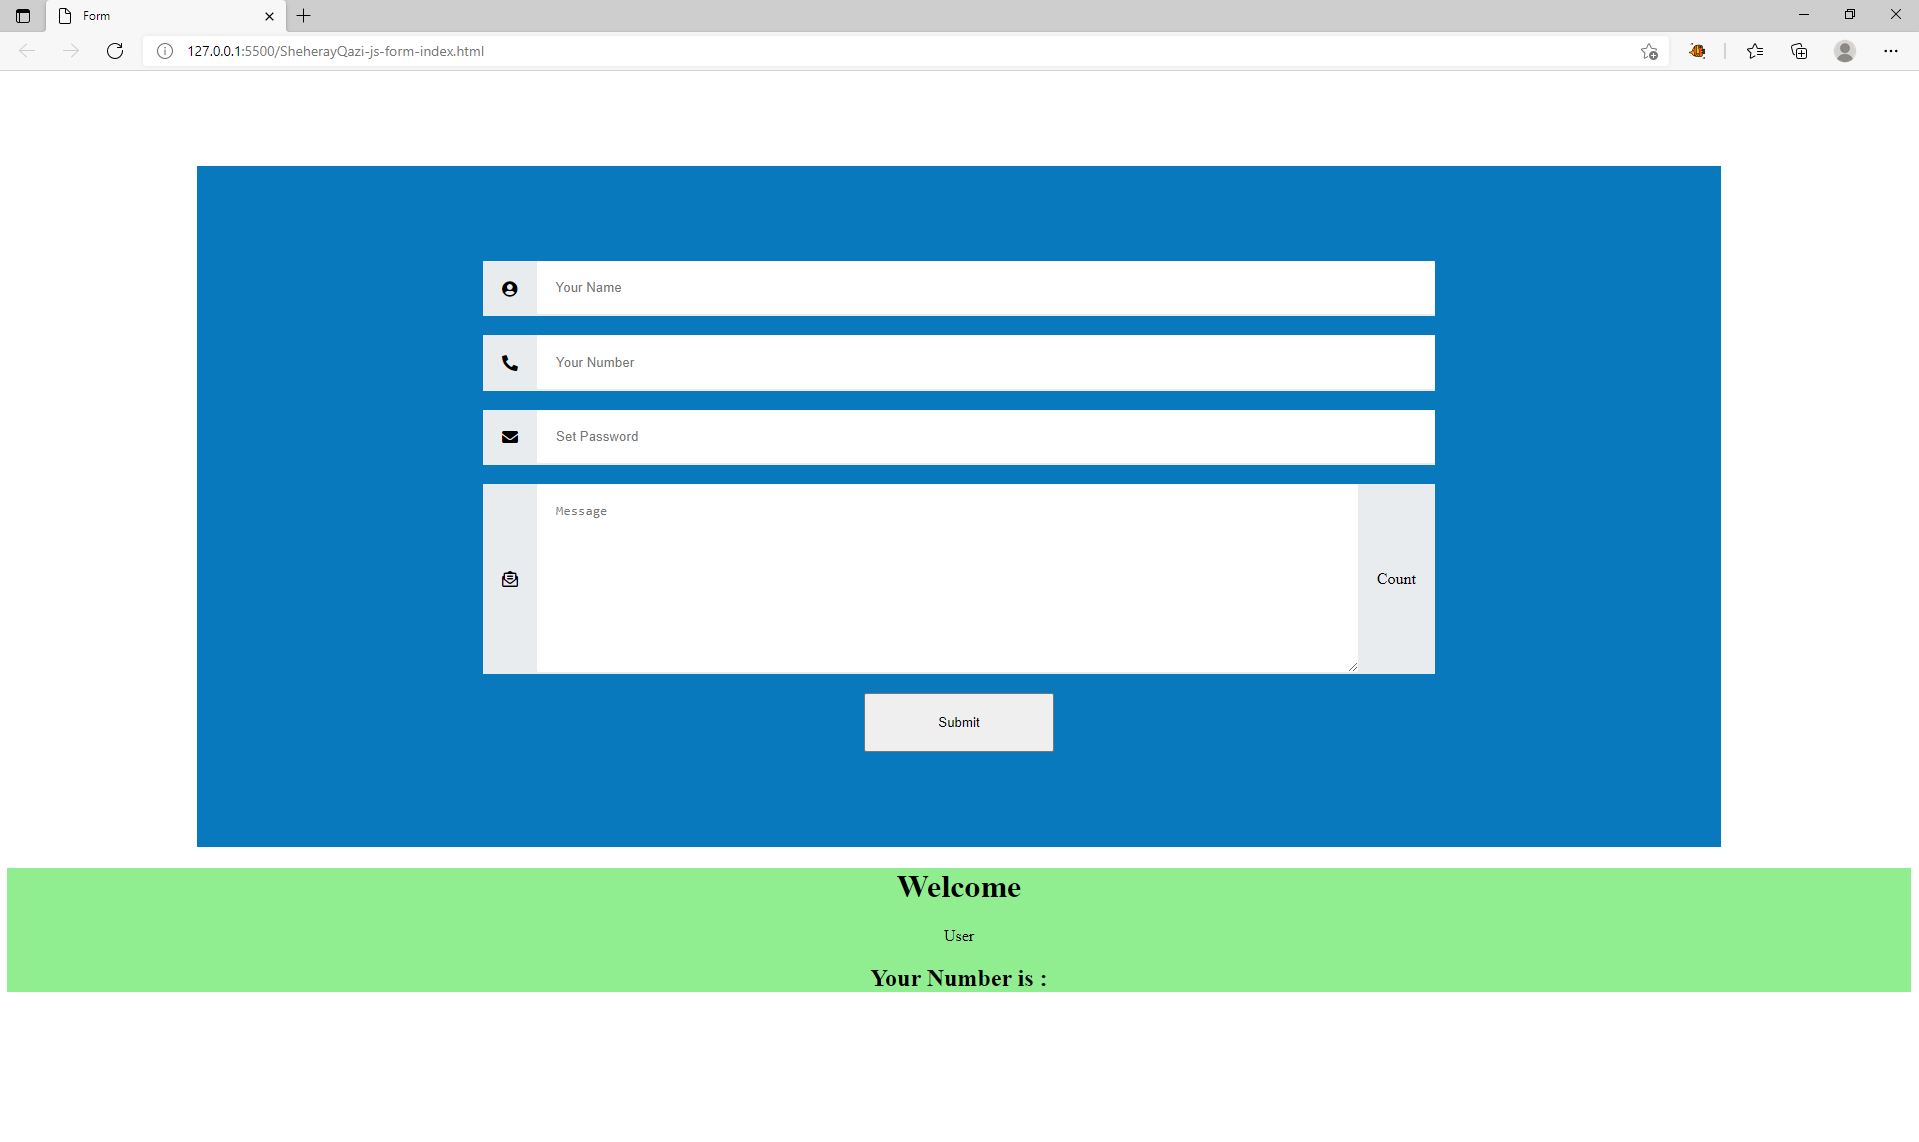 Form
127.0.0.1:5500/SheherayQazi-js-form-index.html
Your Name
Your Number
Set Password
Message
Count
Submit
Welcome
User
Your Number is :